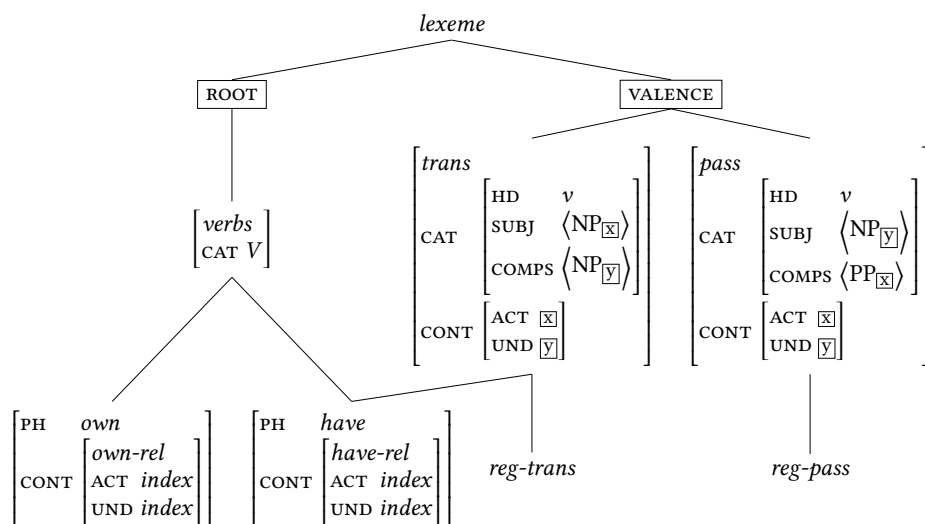 lexeme
ROOT VALENCE
trans
CAT HD v
SUBJ ⟨NP x⟩
COMPS ⟨NP y⟩
CONT ACT x
UND y
pass
CAT HD v
SUBJ ⟨NP y⟩
COMPS ⟨PP x⟩
CONT ACT x
UND y
verbs
CAT V
PH own
CONT own-rel
ACT index
UND index
PH have
CONT have-rel
ACT index
UND index
reg-trans
reg-pass